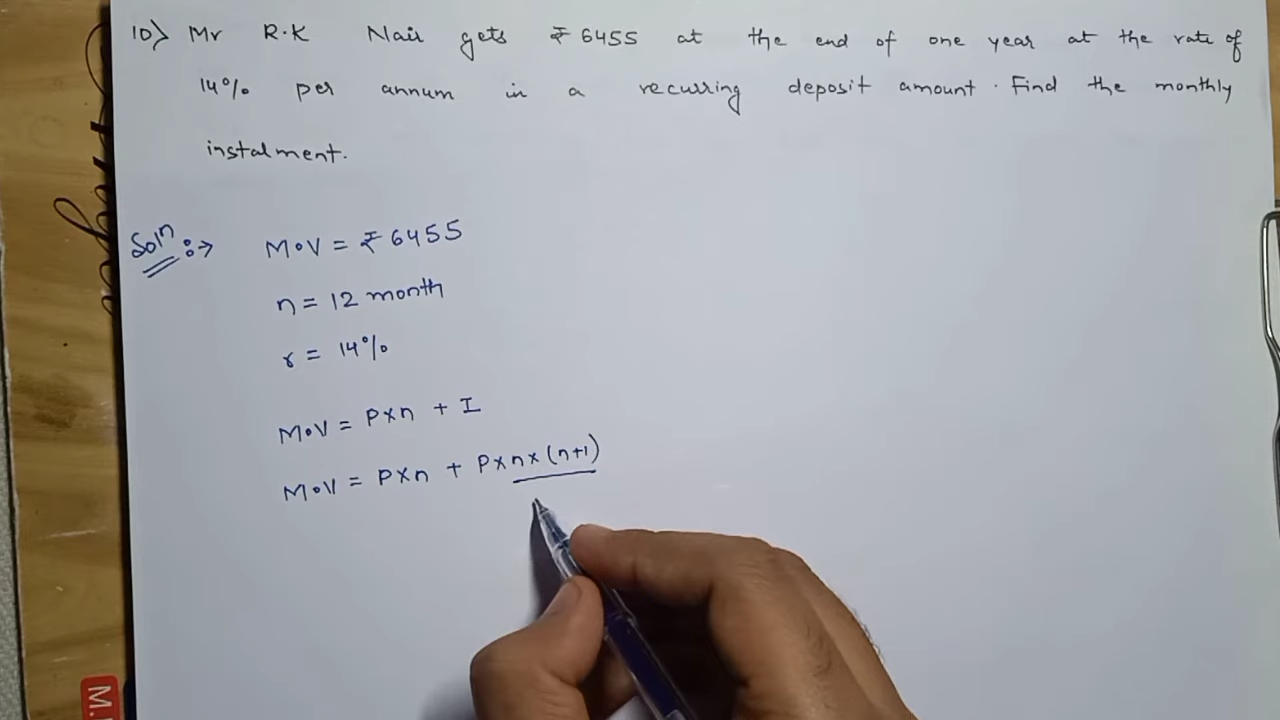 10> Mr R.K Nair gets ₹ 6455 at the end of one year at the rate of
14% per annum in a recurring deposit amount. Find the monthly
instalment.
Solⁿ :→ M.V = ₹ 6455
n = 12 month
r = 14%
M.V = P×n + I
M.V = P×n + P×n×(n+1)
M.